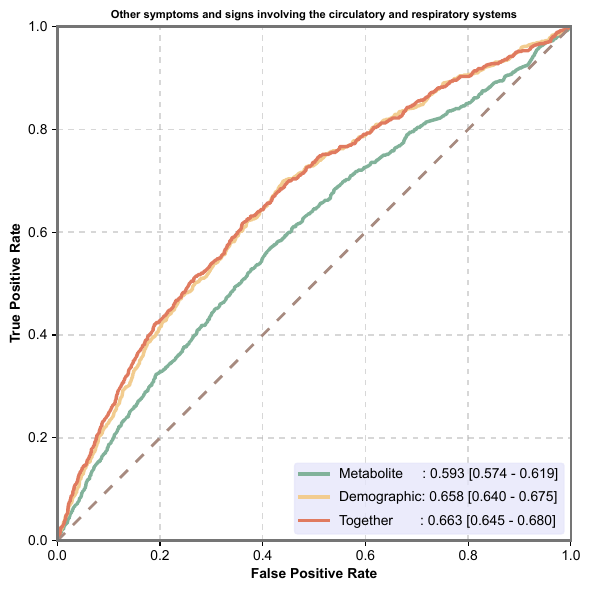 Other symptoms and signs involving the circulatory and respiratory systems
1.0
0.8
0.6
0.4
0.2
0.0
True Positive Rate
Metabolite : 0.593 [0.574 - 0.619]
Demographic: 0.658 [0.640 - 0.675]
Together : 0.663 [0.645 - 0.680]
0.0 0.2 0.4 0.6 0.8 1.0
False Positive Rate